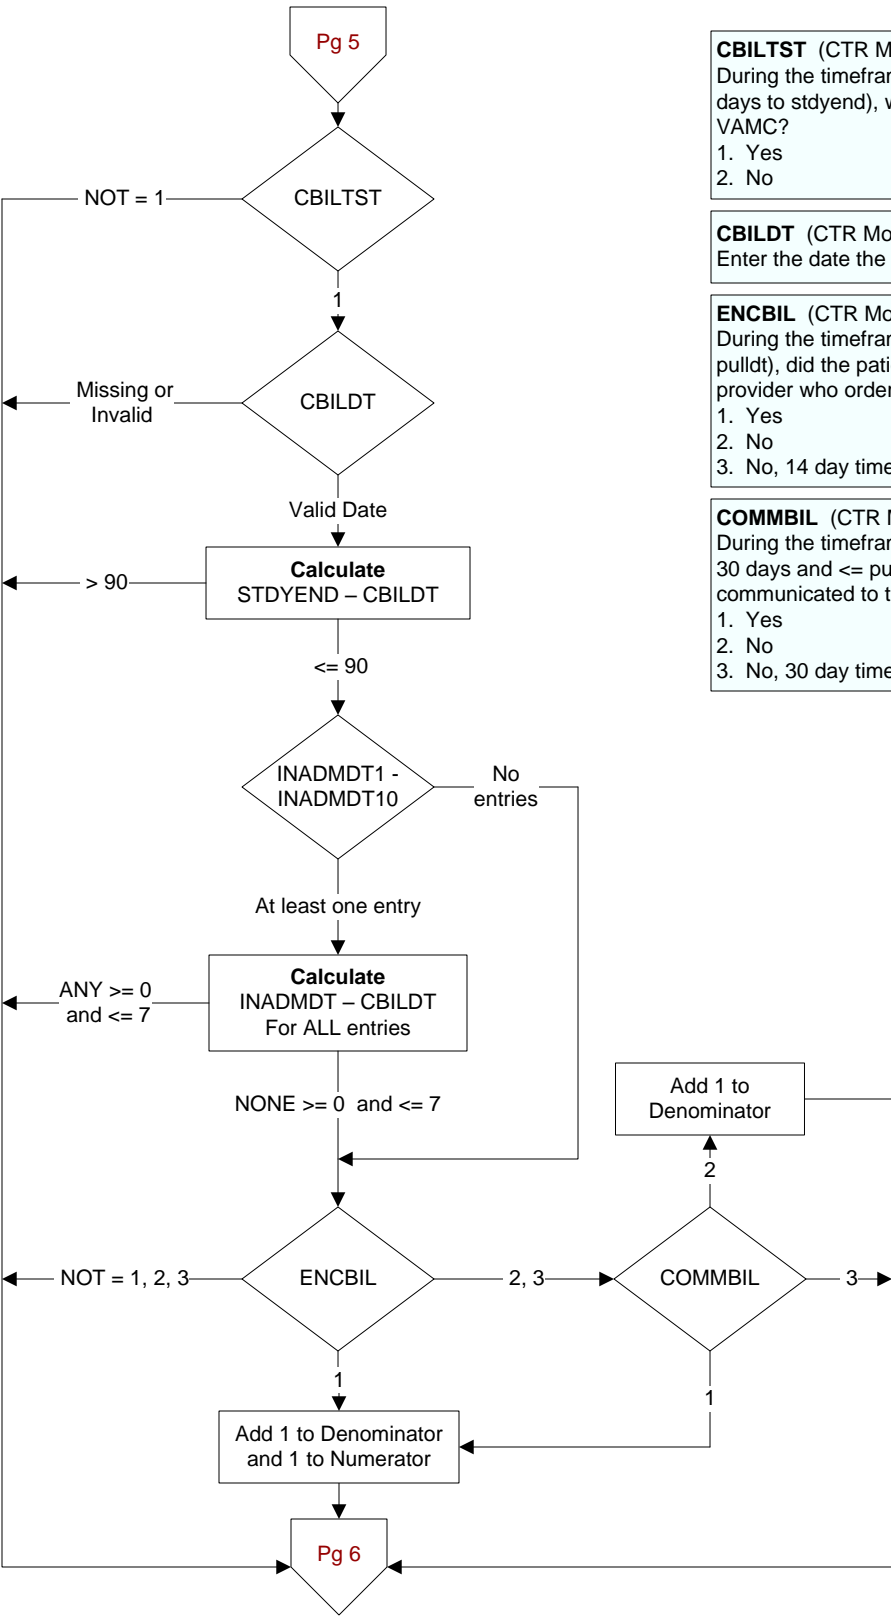 Pg 5
CBILTST
NOT = 1
1
CBILDT
Missing or
Invalid
Valid Date
Calculate
STDYEND – CBILDT
> 90
<= 90
INADMDT1 -
INADMDT10
No
entries
At least one entry
Calculate
INADMDT – CBILDT
For ALL entries
ANY >= 0
and <= 7
NONE >= 0 and <= 7
Add 1 to
Denominator
2
ENCBIL
NOT = 1, 2, 3
2, 3
COMMBIL
3
1
1
Add 1 to Denominator
and 1 to Numerator
Pg 6
CBILTST (CTR M
During the timefra
days to stdyend), 
VAMC?
1. Yes
2. No
CBILDT (CTR Mo
Enter the date the
ENCBIL (CTR Mo
During the timefra
pulldt), did the pati
provider who order
1. Yes
2. No
3. No, 14 day time
COMMBIL (CTR
During the timefra
30 days and <= pu
communicated to t
1. Yes
2. No
3. No, 30 day time